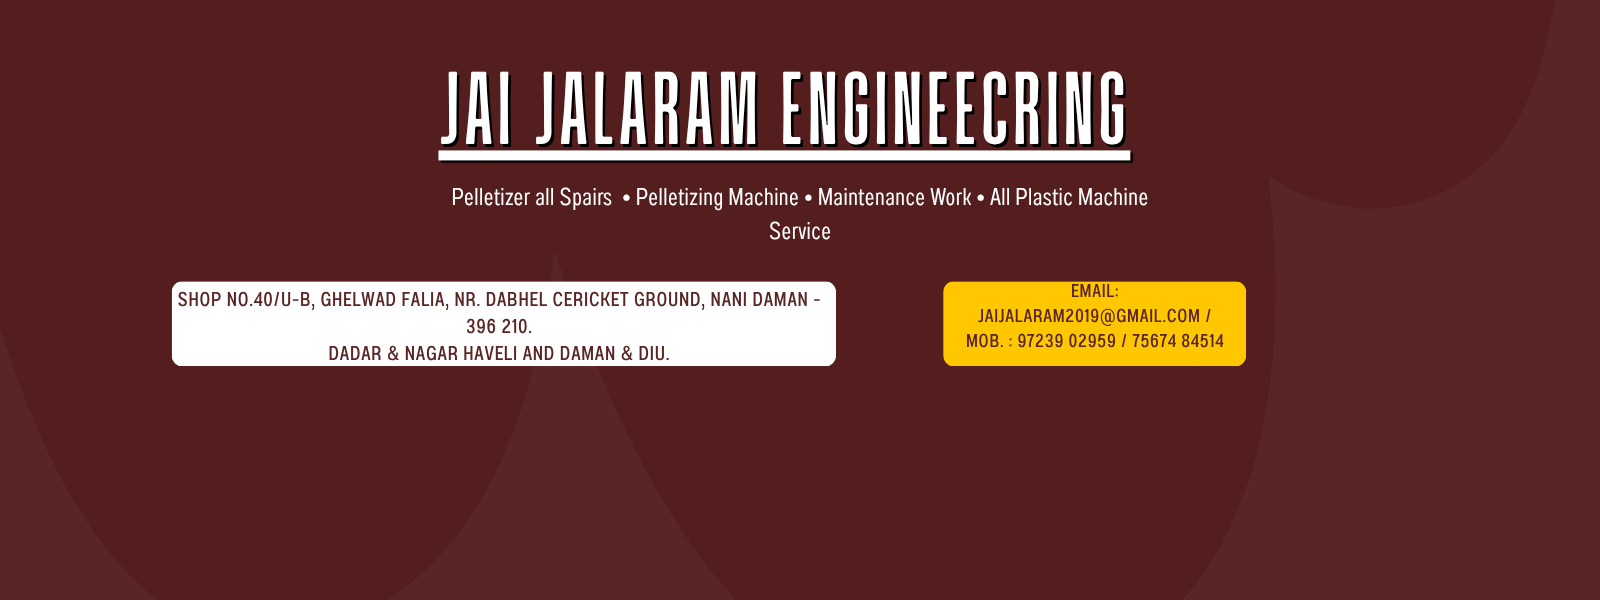 JAI JALARAM ENGINEECRING
Pelletizer all Spairs • Pelletizing Machine • Maintenance Work • All Plastic Machine
Service
SHOP NO.40/U-B, GHELWAD FALIA, NR. DABHEL CERICKET GROUND, NANI DAMAN -
396 210.
DADAR & NAGAR HAVELI AND DAMAN & DIU.
EMAIL:
JAIJALARAM2019@GMAIL.COM /
MOB. : 97239 02959 / 75674 84514